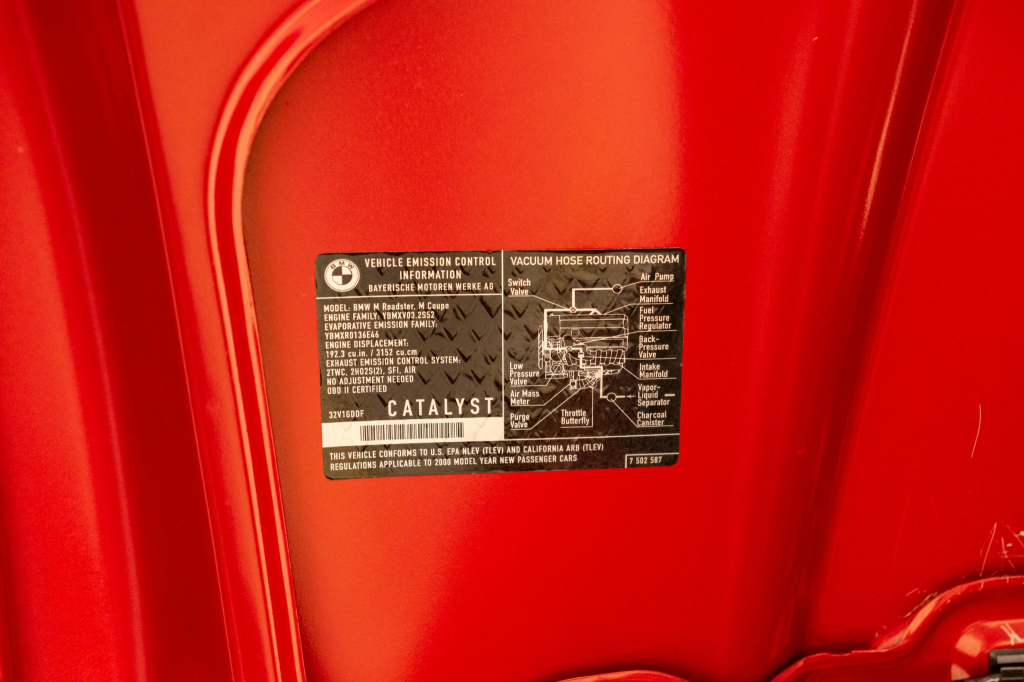 BMW
VEHICLE EMISSION CONTROL
INFORMATION
BAYERISCHE MOTOREN WERKE AG
MODEL: BMW M Roadster, M Coupe
ENGINE FAMILY: YBMXV03.2S52
EVAPORATIVE EMISSION FAMILY:
YBMXR0136E46
ENGINE DISPLACEMENT:
192.3 cu.in. / 3152 cu.cm
EXHAUST EMISSION CONTROL SYSTEM:
2TWC, 2HO2S(2), SFI, AIR
NO ADJUSTMENT NEEDED
OBD II CERTIFIED
32V1GDDF
CATALYST
VACUUM HOSE ROUTING DIAGRAM
Switch
Valve
Air Pump
Exhaust
Manifold
Fuel
Pressure
Regulator
Back-
Pressure
Valve
Intake
Manifold
Low
Pressure
Valve
Air Mass
Meter
Purge
Valve
Throttle
Butterfly
Vapor-
Liquid
Separator
Charcoal
Canister
THIS VEHICLE CONFORMS TO U.S. EPA NLEV (TLEV) AND CALIFORNIA ARB (TLEV)
REGULATIONS APPLICABLE TO 2000 MODEL YEAR NEW PASSENGER CARS
7 502 587